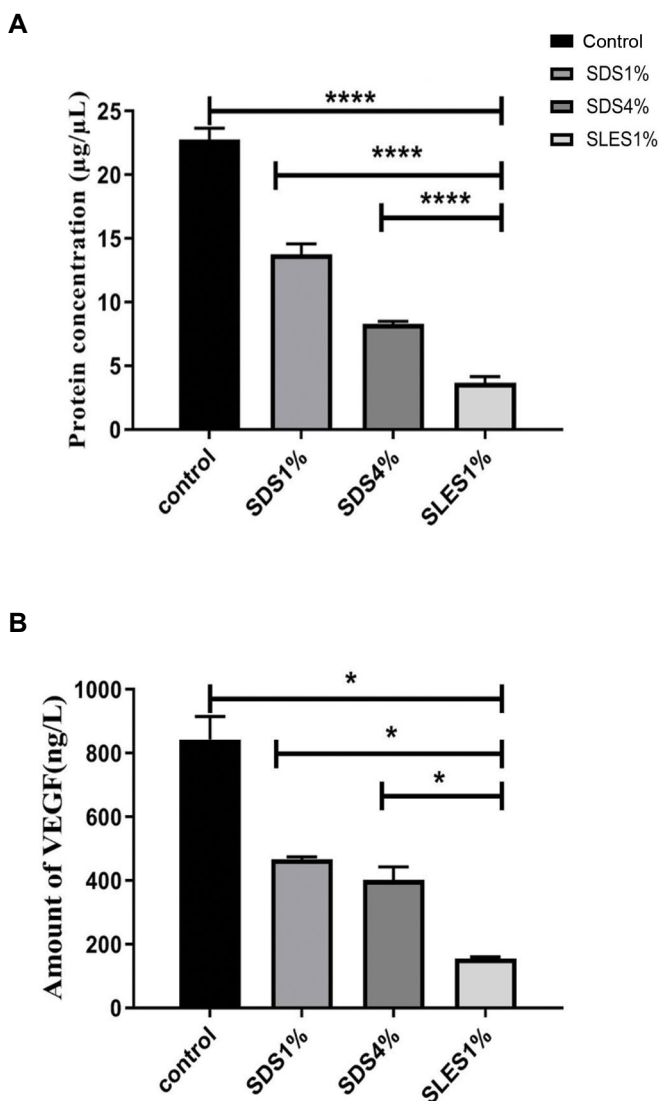 A
Control
SDS1%
SDS4%
SLES1%
Protein concentration (µg/µL)
25
20
15
10
5
0
****
****
****
control
SDS1%
SDS4%
SLES1%
B
Amount of VEGF(ng/L)
1000
800
600
400
200
0
*
*
*
control
SDS1%
SDS4%
SLES1%